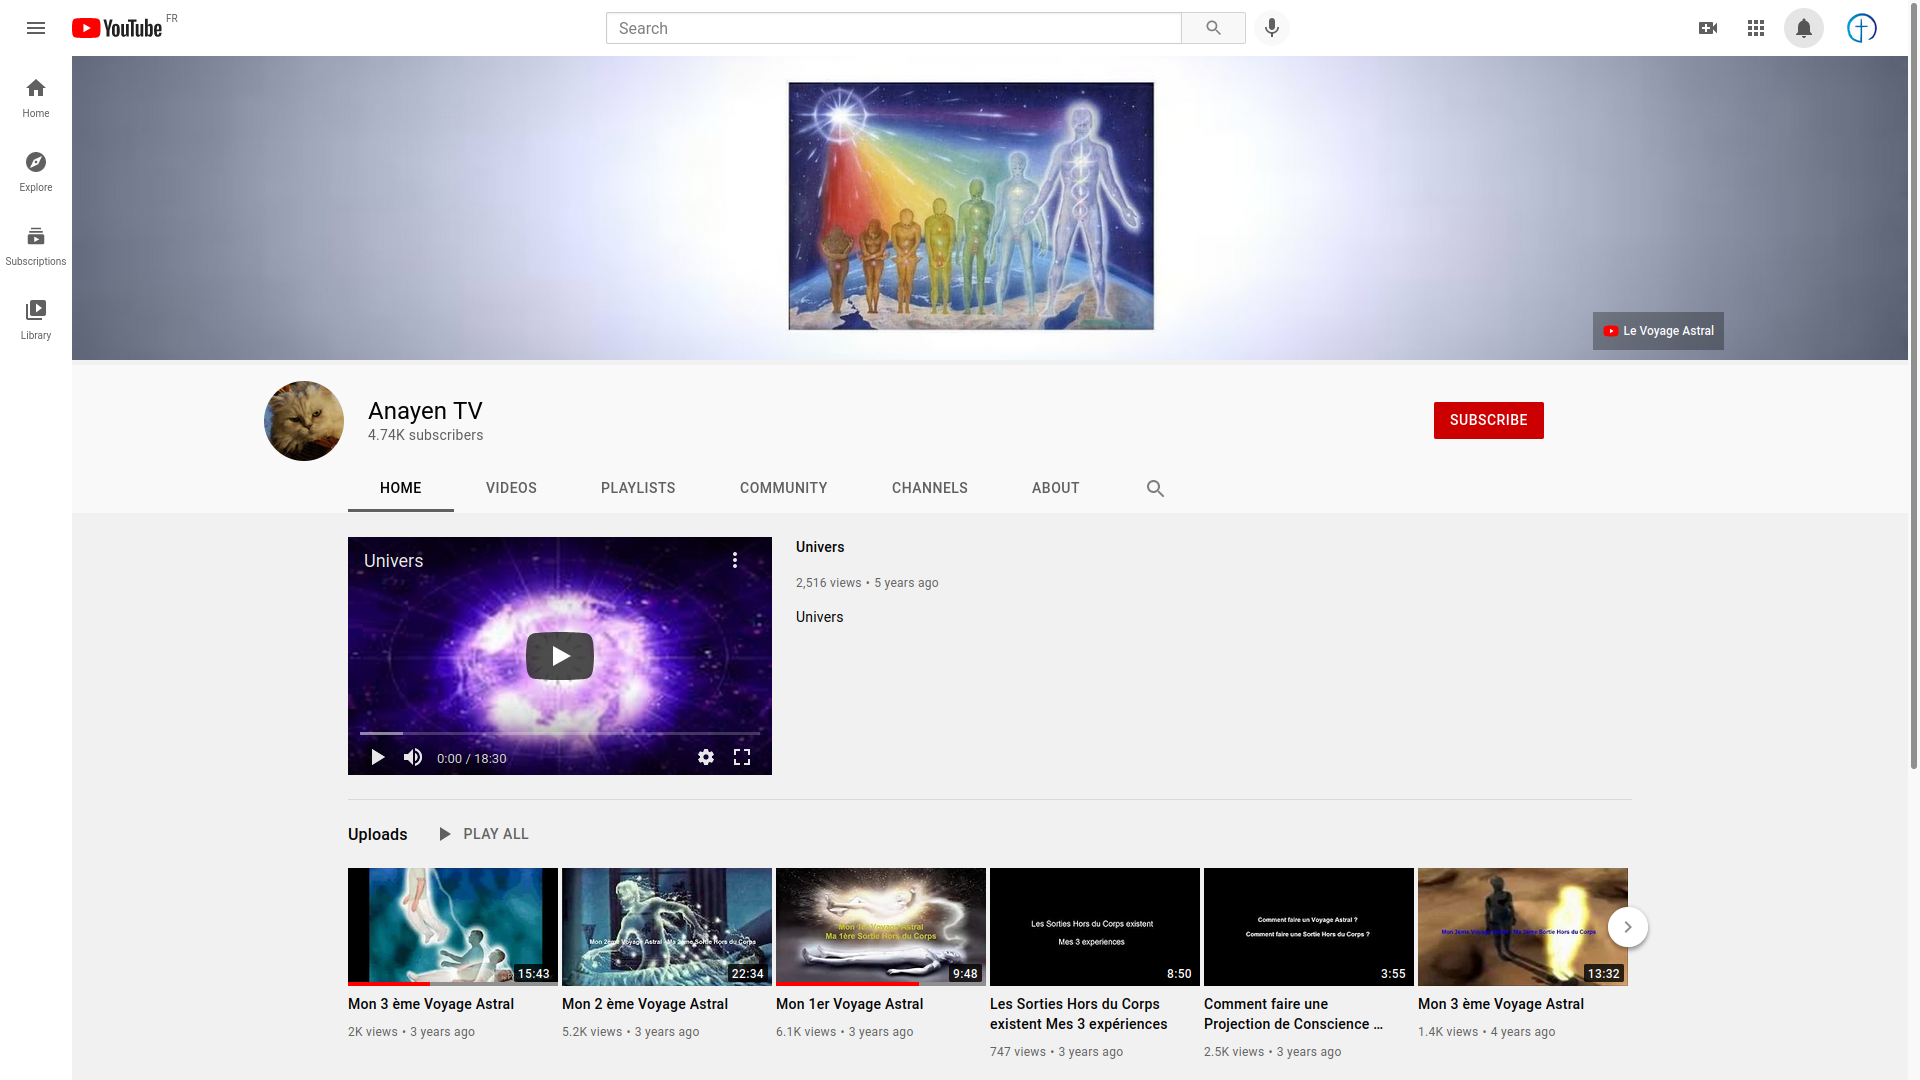 YouTube FR
Search
Home
Explore
Subscriptions
Library
Le Voyage Astral
Anayen TV
4.74K subscribers
SUBSCRIBE
HOME VIDEOS PLAYLISTS COMMUNITY CHANNELS ABOUT
Univers
0:00 / 18:30
Univers
2,516 views • 5 years ago
Univers
Uploads PLAY ALL
15:43
Mon 3 ème Voyage Astral
2K views • 3 years ago
Mon 2ème Voyage Astral Ma 2ème Sortie Hors du Corps
22:34
Mon 2 ème Voyage Astral
5.2K views • 3 years ago
Mon 1er Voyage Astral
Ma 1ère Sortie Hors du Corps
9:48
Mon 1er Voyage Astral
6.1K views • 3 years ago
Les Sorties Hors du Corps existent
Mes 3 experiences
8:50
Les Sorties Hors du Corps
existent Mes 3 expériences
747 views • 3 years ago
Comment faire un Voyage Astral ?
Comment faire une Sortie Hors du Corps ?
3:55
Comment faire une
Projection de Conscience ...
2.5K views • 3 years ago
Mon 3ème Voyage Astral Ma 3ème Sortie Hors du Corps
13:32
Mon 3 ème Voyage Astral
1.4K views • 4 years ago